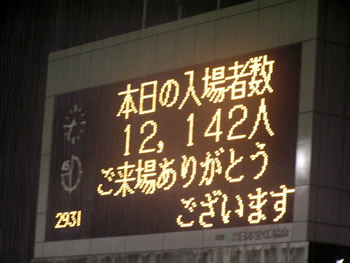 本日の入場者数
12,142人
ご来場ありがとう
ございます
2931